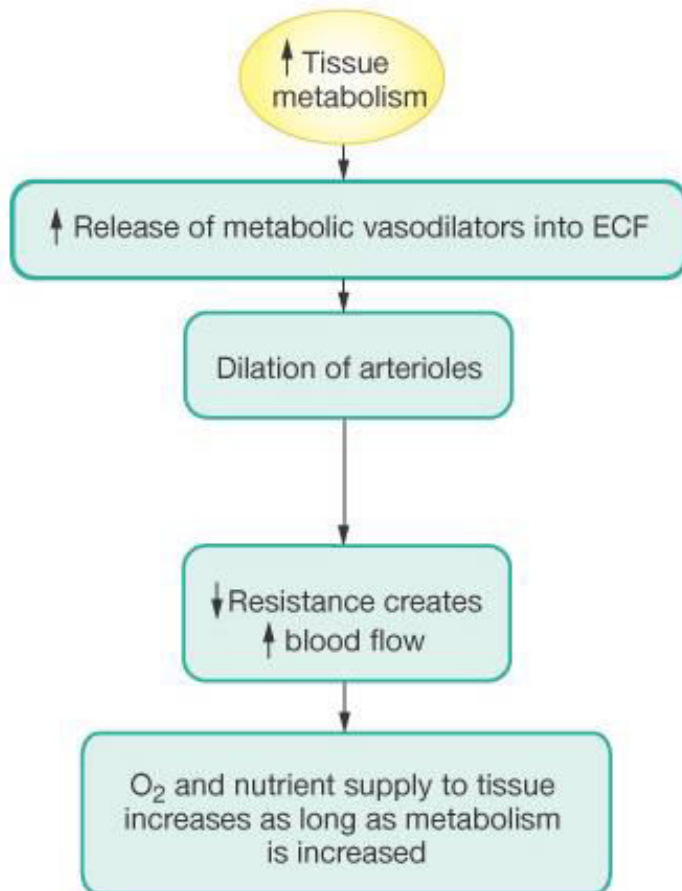 ↑ Tissue
metabolism
↑ Release of metabolic vasodilators into ECF
Dilation of arterioles
↓ Resistance creates
↑ blood flow
O₂ and nutrient supply to tissue
increases as long as metabolism
is increased